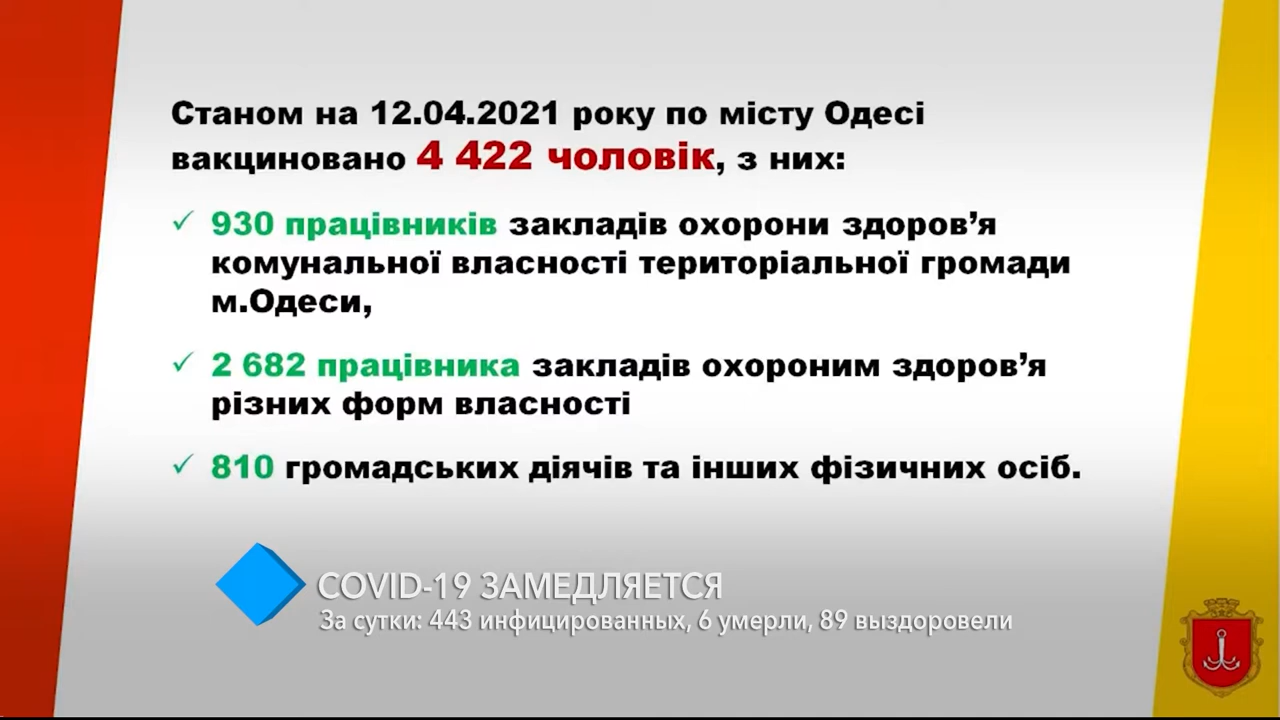 Станом на 12.04.2021 року по місту Одесі
вакциновано 4 422 чоловік, з них:
930 працівників закладів охорони здоров’я
комунальної власності територіальної громади
м.Одеси,
2 682 працівника закладів охороним здоров’я
різних форм власності
810 громадських діячів та інших фізичних осіб.
COVID-19 ЗАМЕДЛЯЕТСЯ
За сутки: 443 инфицированных, 6 умерли, 89 выздоровели